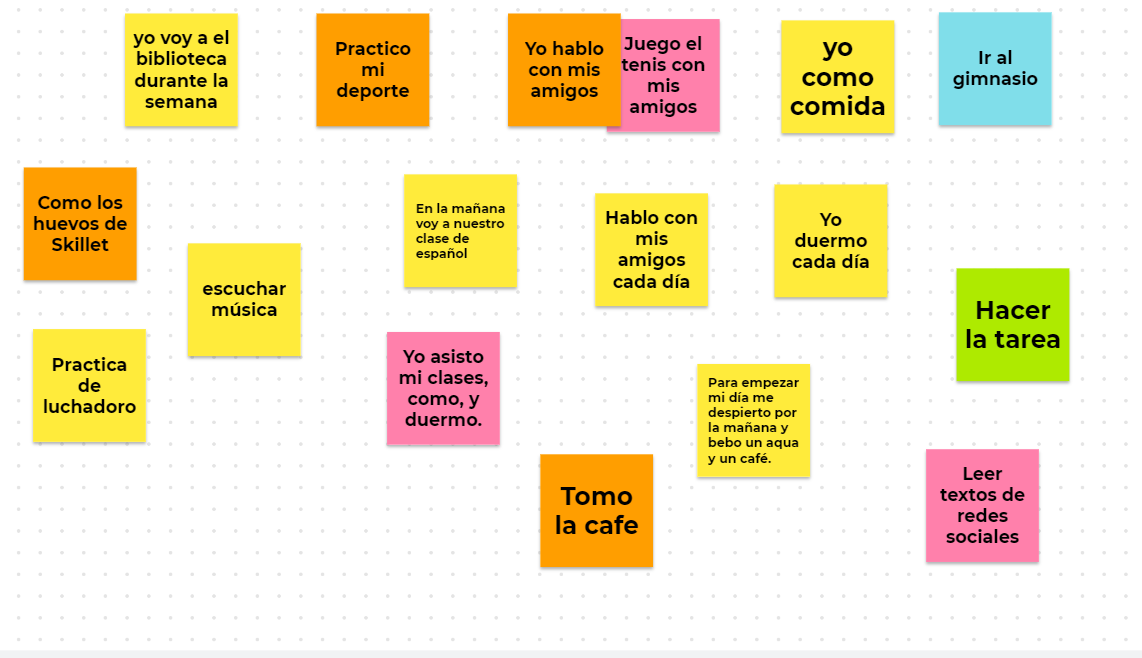 yo voy a el
biblioteca
durante la
semana
Practico
mi
deporte
Yo hablo
con mis
amigos
Juego el
tenis con
mis
amigos
yo
como
comida
Ir al
gimnasio
Como los
huevos de
Skillet
escuchar
música
En la mañana
voy a nuestro
clase de
español
Hablo con
mis
amigos
cada día
Yo
duermo
cada día
Hacer
la tarea
Practica
de
luchadoro
Yo asisto
mi clases,
como, y
duermo.
Para empezar
mi día me
despierto por
la mañana y
bebo un aqua
y un café.
Tomo
la cafe
Leer
textos de
redes
sociales